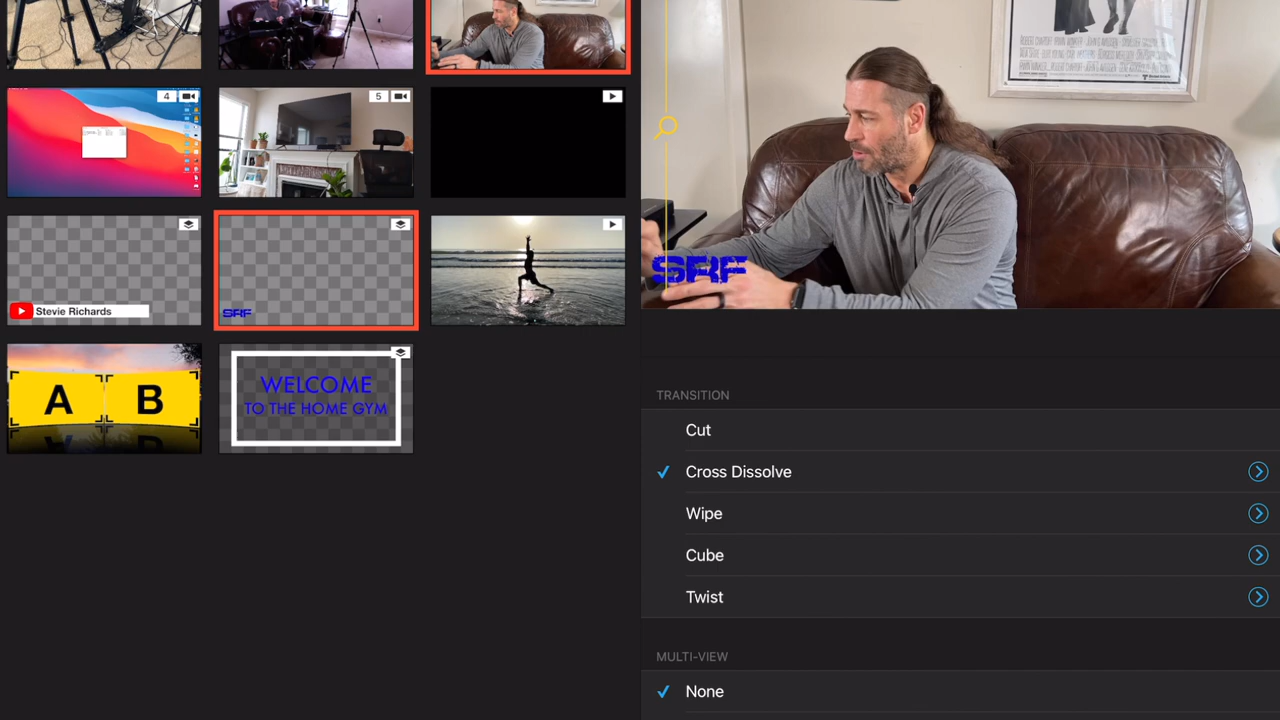 4
5
Stevie Richards
SRF
A B
WELCOME
TO THE HOME GYM
SRF
TRANSITION
Cut
Cross Dissolve
Wipe
Cube
Twist
MULTI-VIEW
None